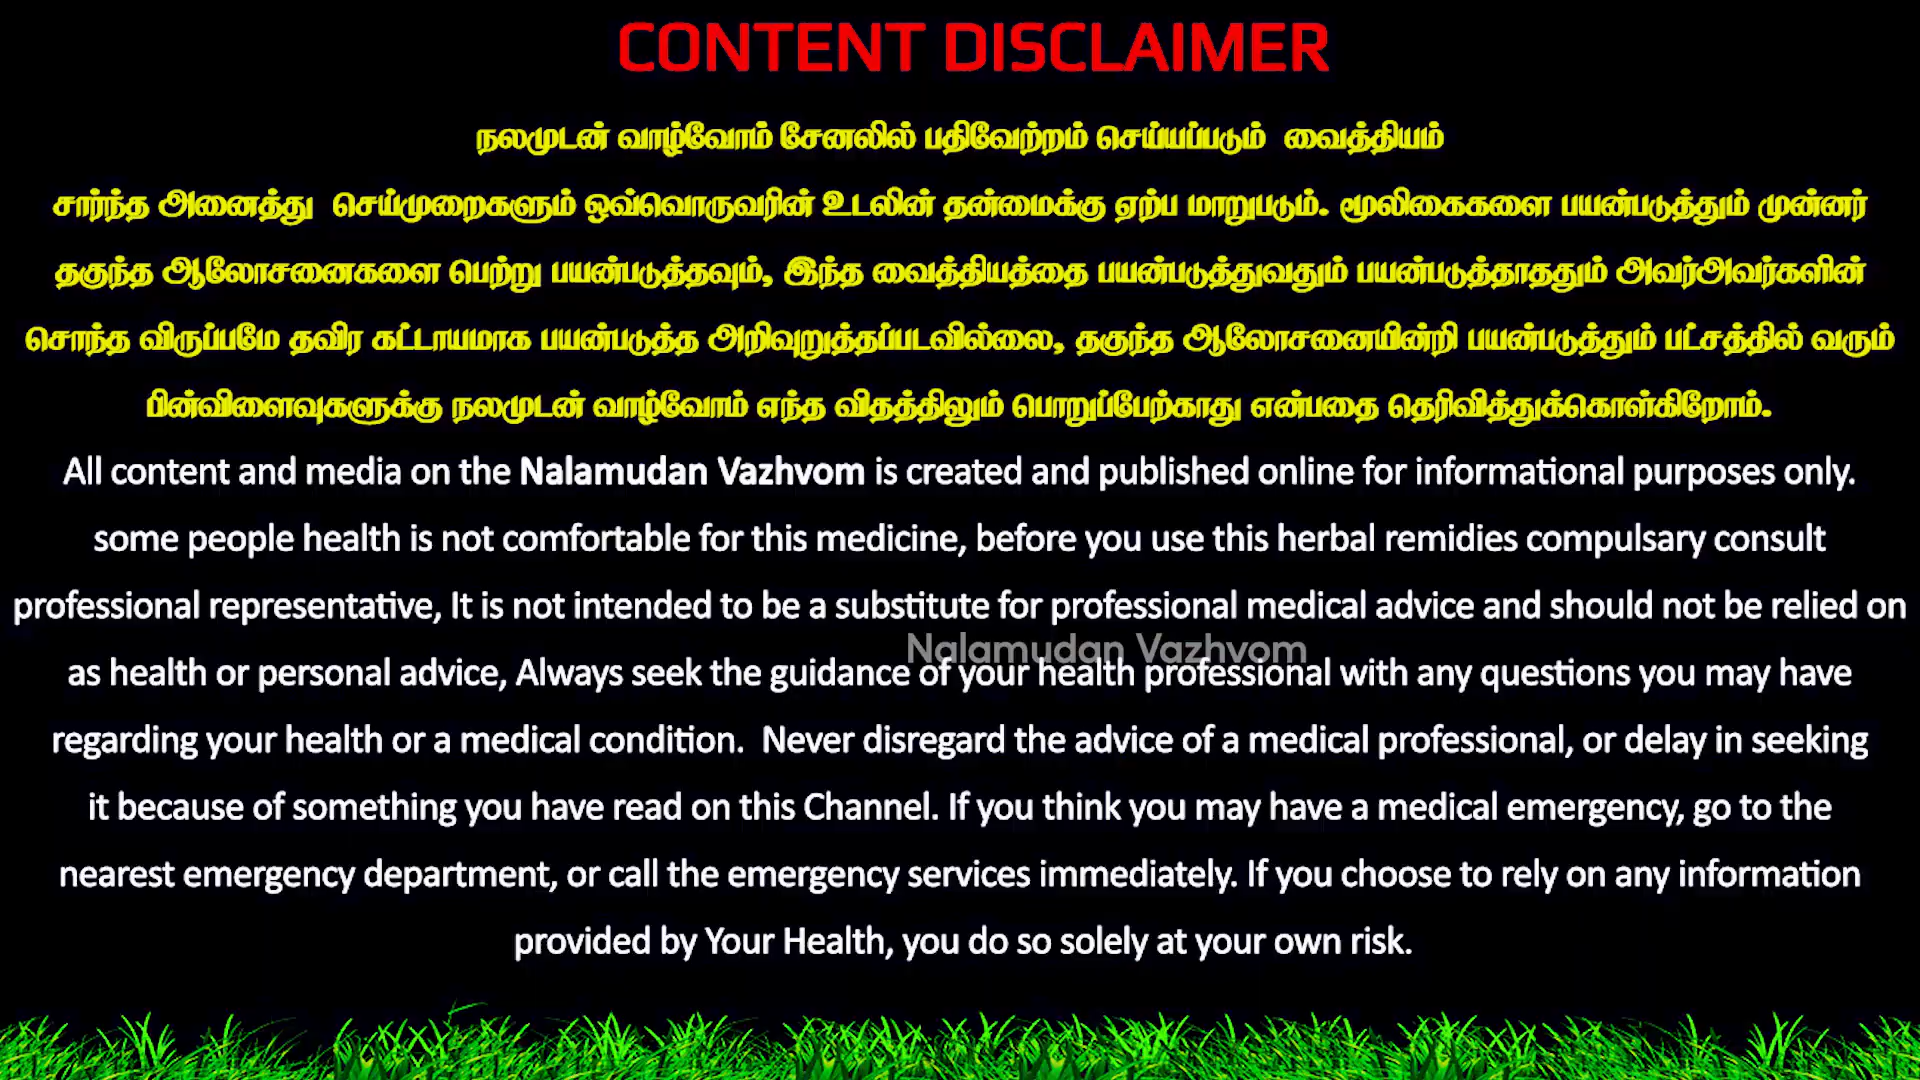 CONTENT DISCLAIMER
நலமுடன் வாழ்வோம் சேனலில் பதிவேற்றம் செய்யப்படும் வைத்தியம்
சார்ந்த அனைத்து செய்முறைகளும் ஒவ்வொருவரின் உடலின் தன்மைக்கு ஏற்ப மாறுபடும். மூலிகைகளை பயன்படுத்தும் முன்னர்
தகுந்த ஆலோசனைகளை பெற்று பயன்படுத்தவும், இந்த வைத்தியத்தை பயன்படுத்துவதும் பயன்படுத்தாததும் அவர்அவர்களின்
சொந்த விருப்பமே தவிர கட்டாயமாக பயன்படுத்த அறிவுறுத்தப்படவில்லை, தகுந்த ஆலோசனையின்றி பயன்படுத்தும் பட்சத்தில் வரும்
பின்விளைவுகளுக்கு நலமுடன் வாழ்வோம் எந்த விதத்திலும் பொறுப்பேற்காது என்பதை தெரிவித்துக்கொள்கிறோம்.
All content and media on the Nalamudan Vazhvom is created and published online for informational purposes only.
some people health is not comfortable for this medicine, before you use this herbal remidies compulsary consult
professional representative, It is not intended to be a substitute for professional medical advice and should not be relied on
Nalamudan Vazhvom
as health or personal advice, Always seek the guidance of your health professional with any questions you may have
regarding your health or a medical condition.  Never disregard the advice of a medical professional, or delay in seeking
it because of something you have read on this Channel. If you think you may have a medical emergency, go to the
nearest emergency department, or call the emergency services immediately. If you choose to rely on any information
provided by Your Health, you do so solely at your own risk.